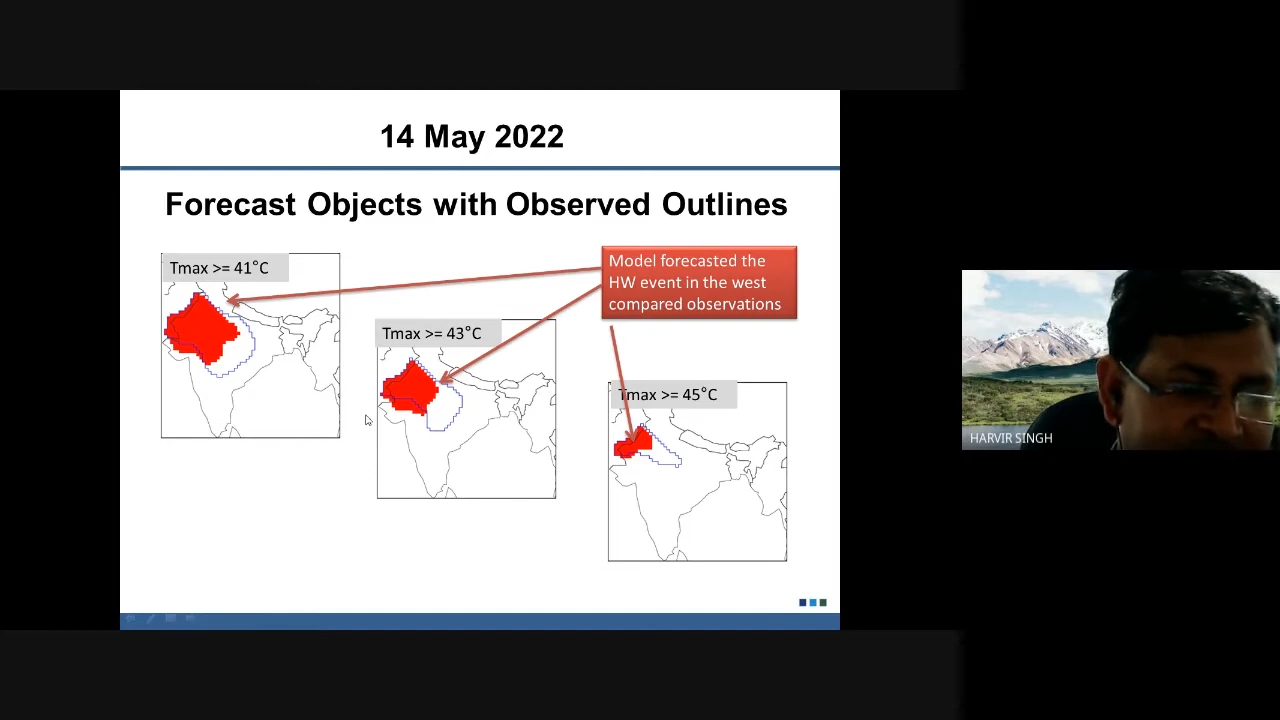 14 May 2022
Forecast Objects with Observed Outlines
Tmax >= 41°C
Model forecasted the
HW event in the west
compared observations
Tmax >= 43°C
Tmax >= 45°C
HARVIR SINGH